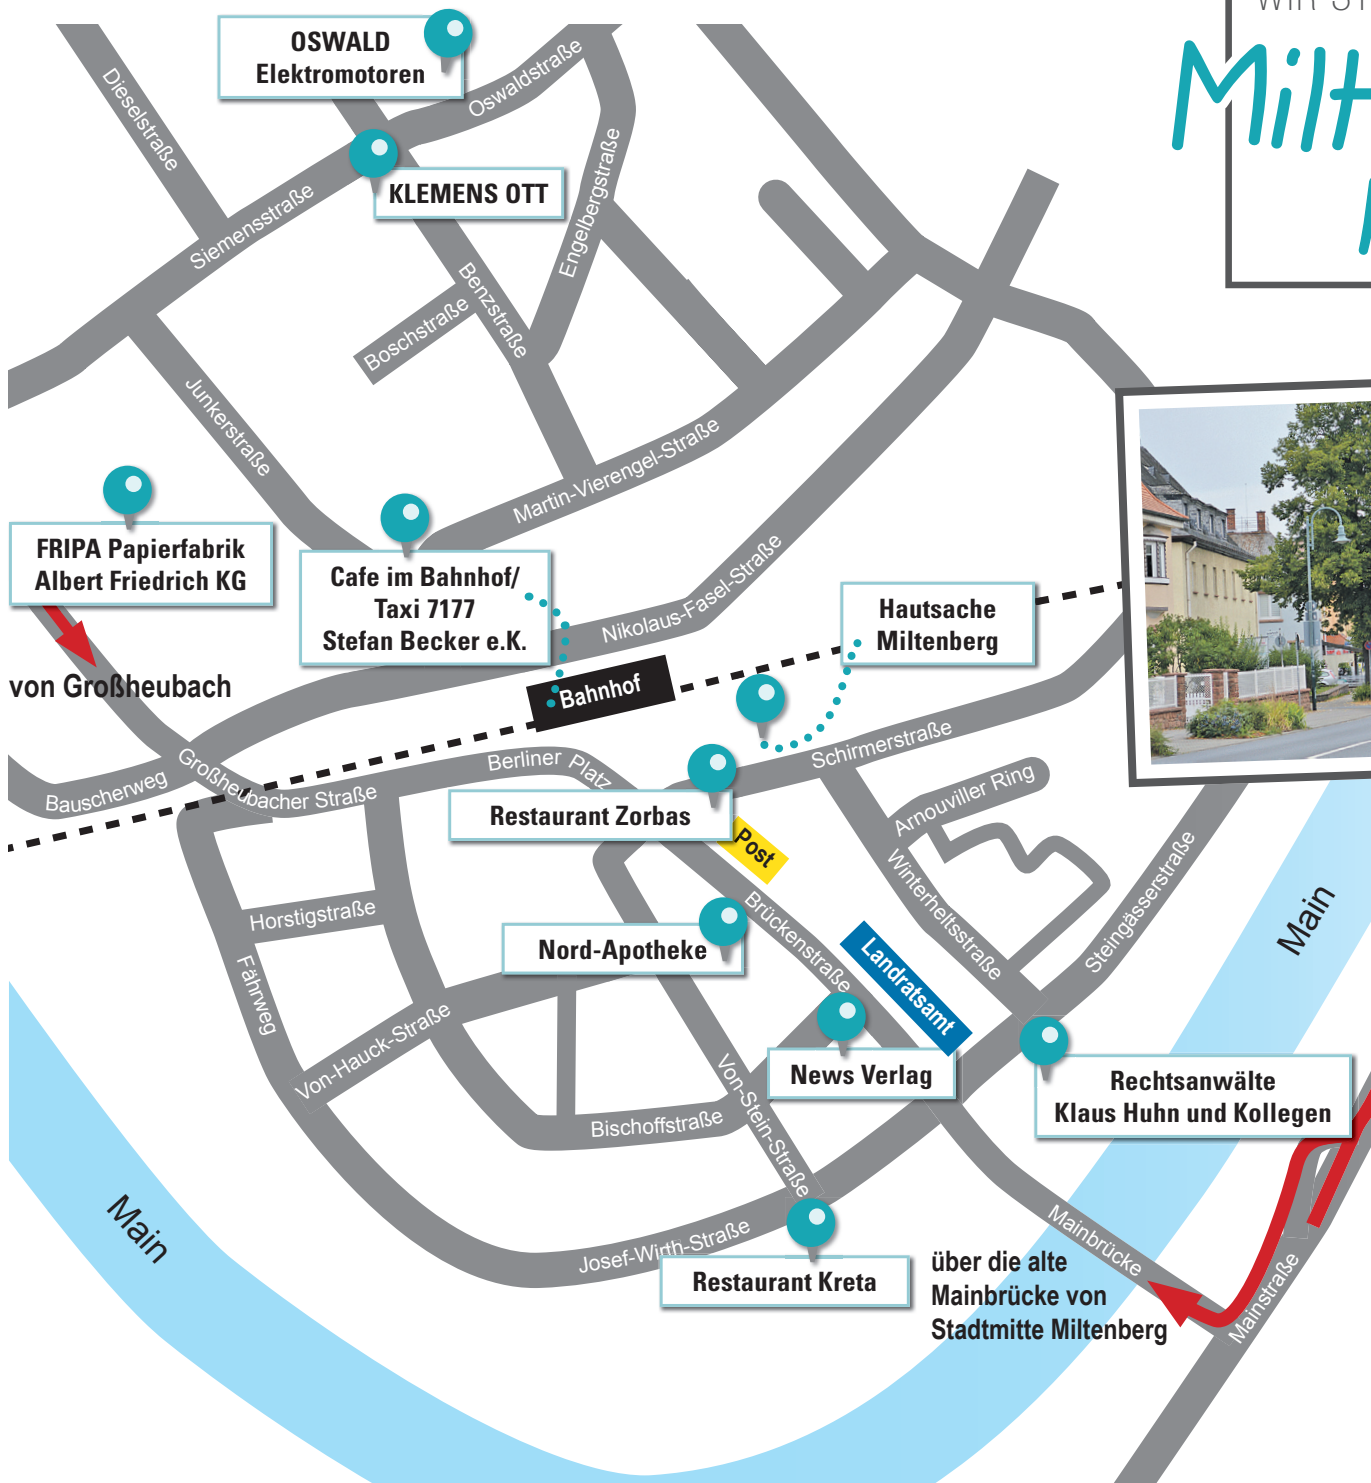 WIR ST
Milt
OSWALD
Elektromotoren
Dieselstraße
Oswaldstraße
KLEMENS OTT
Siemensstraße
Engelbergstraße
Benzstraße
Boschstraße
Junkerstraße
Martin-Vierengel-Straße
FRIPA Papierfabrik
Albert Friedrich KG
Cafe im Bahnhof/
Taxi 7177
Stefan Becker e.K.
Nikolaus-Fasel-Straße
Hautsache
Miltenberg
von Großheubach
Bahnhof
Schirmerstraße
Bauscherweg
Großheubacher Straße
Berliner Platz
Restaurant Zorbas
Post
Arnouviller Ring
Winterheltsstraße
Steingässerstraße
Horstigstraße
Nord-Apotheke
Brückenstraße
Landratsamt
Main
Fährweg
Von-Hauck-Straße
News Verlag
Rechtsanwälte
Klaus Huhn und Kollegen
Bischoffstraße
Von-Stein-Straße
Main
Josef-Wirth-Straße
Restaurant Kreta
Mainbrücke
über die alte
Mainbrücke von
Stadtmitte Miltenberg
Mainstraße